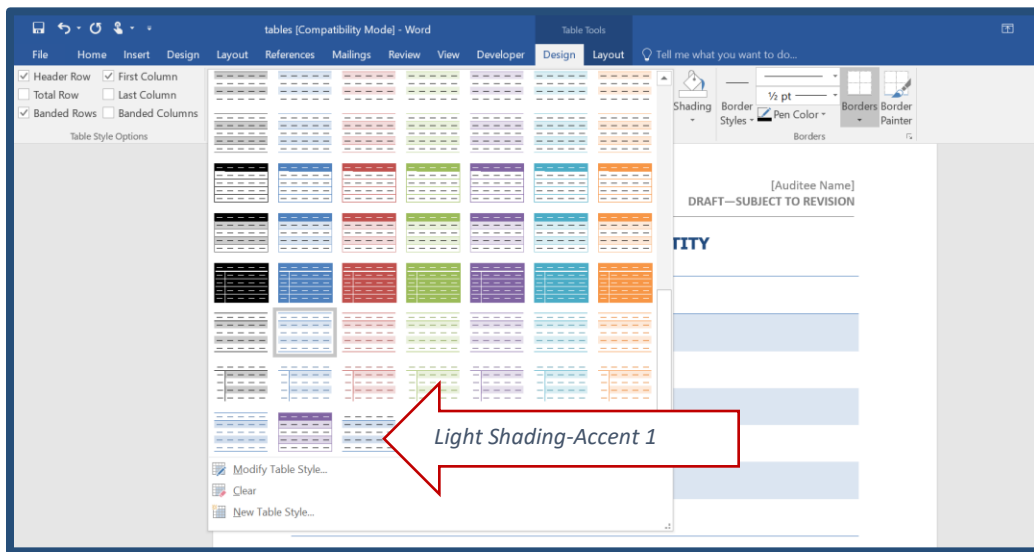 tables [Compatibility Mode] - Word
Table Tools
File Home Insert Design Layout References Mailings Review View Developer Design Layout Tell me what you want to do...
Header Row First Column
Total Row Last Column
Banded Rows Banded Columns
Table Style Options
Shading
Border Styles
½ pt
Pen Color
Borders
Border Painter
Borders
[Auditee Name]
DRAFT—SUBJECT TO REVISION
TITY
Light Shading-Accent 1
Modify Table Style...
Clear
New Table Style...